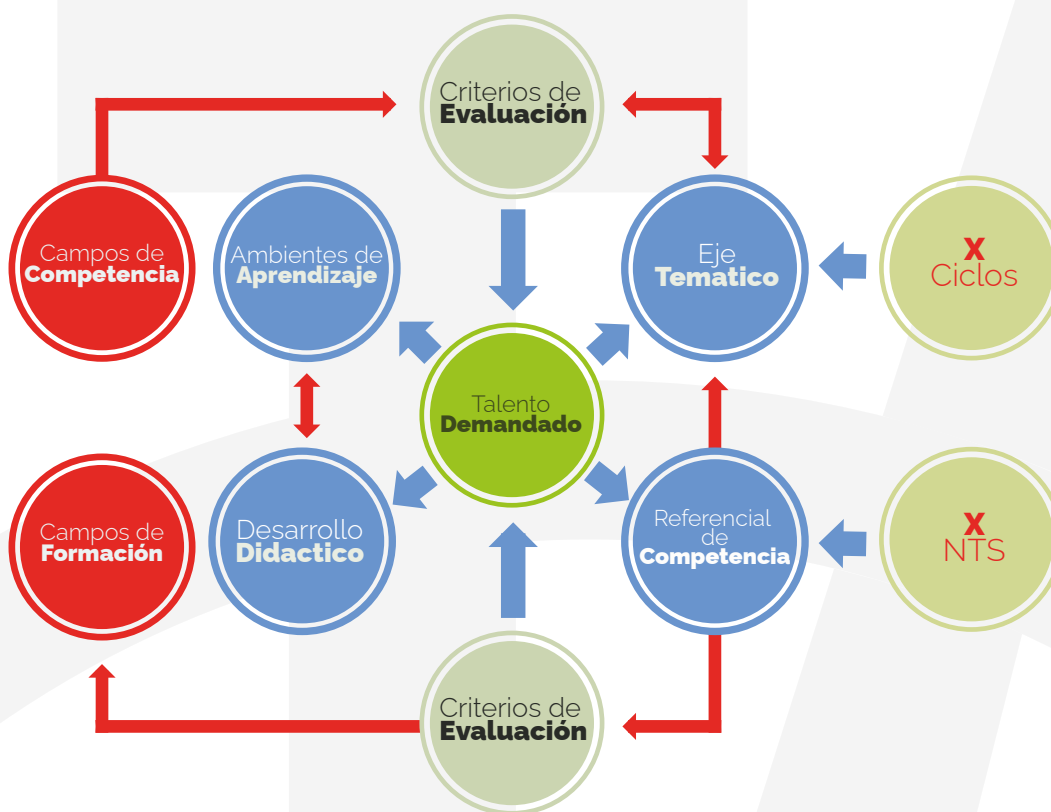 Criterios de
Evaluación
Campos de
Competencia
Ambientes de
Aprendizaje
Eje
Tematico
X
Ciclos
Talento
Demandado
Campos de
Formación
Desarrollo
Didactico
Referencial
de
Competencia
X
NTS
Criterios de
Evaluación